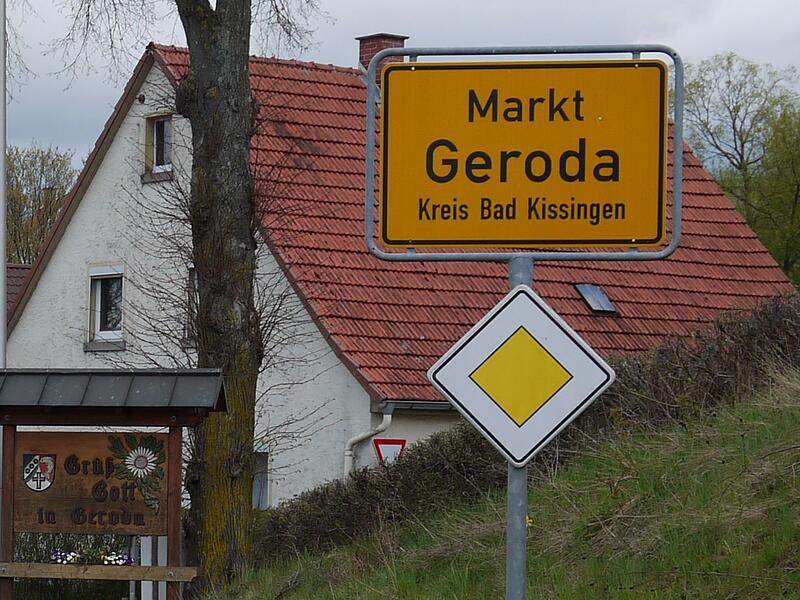 Markt
Geroda
Kreis Bad Kissingen
Grüß
Gott
in Geroda